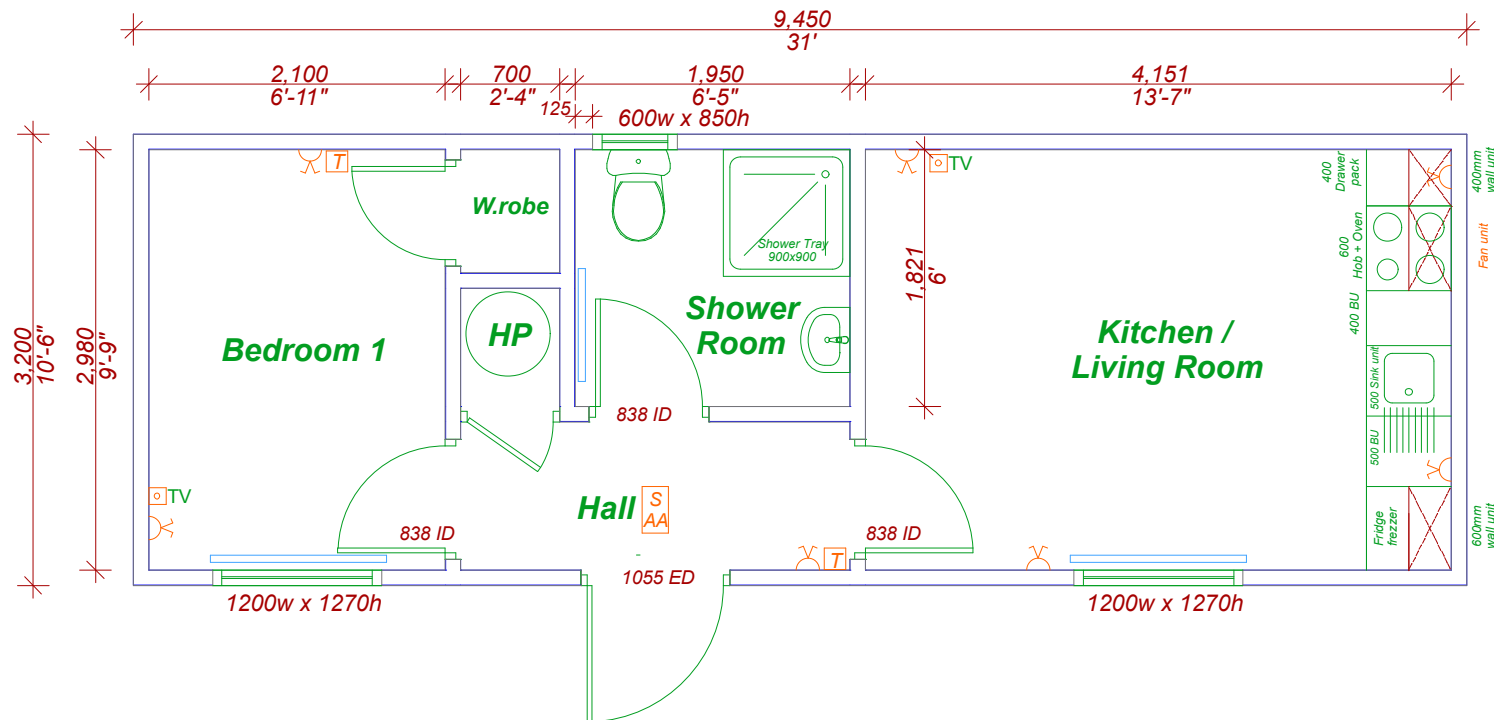 9,450
31'
2,100
6'-11"
700
2'-4"
1,950
6'-5"
4,151
13'-7"
125
600w x 850h
3,200
10'-6"
2,980
9'-9"
T
W.robe
Shower Tray
900x900
TV
1,821
6'
400
Drawer
pack
400mm
wall unit
600
Hob + Oven
Fan unit
400 BU
Bedroom 1
HP
Shower
Room
Kitchen /
Living Room
500 Sink unit
838 ID
500 BU
TV
Hall
S
AA
838 ID
838 ID
Fridge
frezzer
600mm
wall unit
T
1055 ED
1200w x 1270h
1200w x 1270h